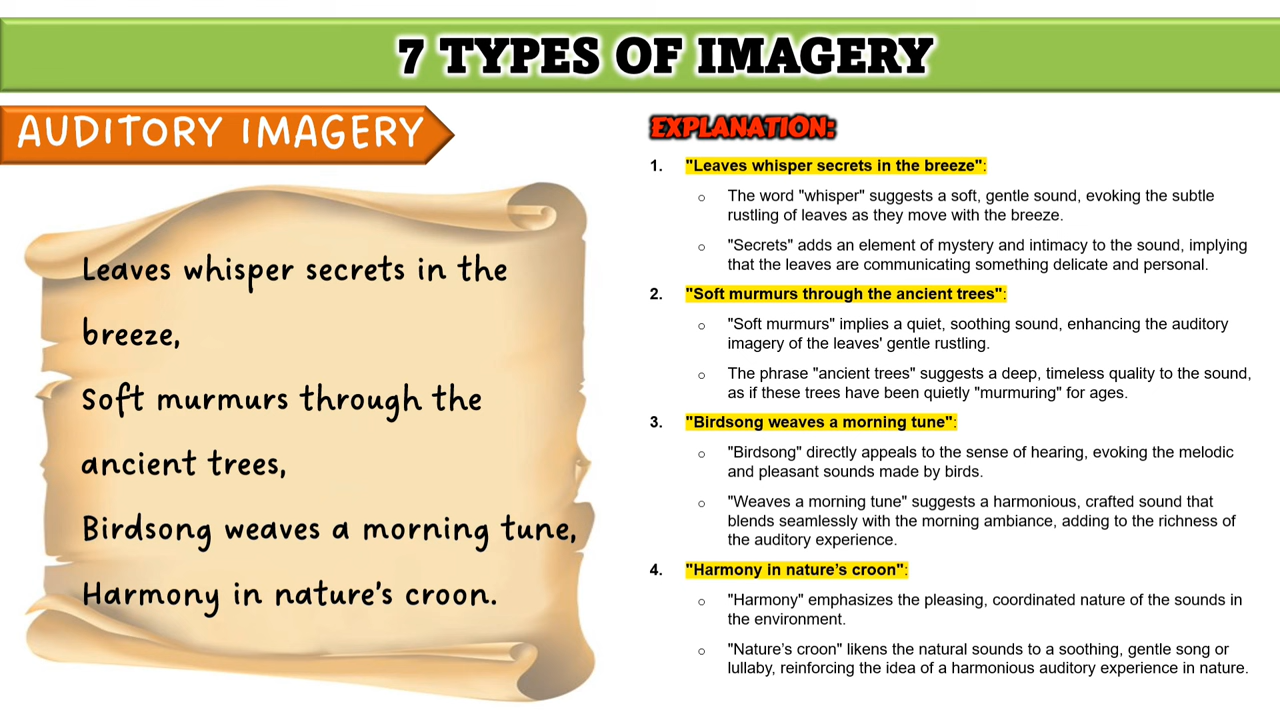 7 TYPES OF IMAGERY
AUDITORY IMAGERY
Leaves whisper secrets in the
breeze,
Soft murmurs through the
ancient trees,
Birdsong weaves a morning tune,
Harmony in nature's croon.
EXPLANATION:
1. "Leaves whisper secrets in the breeze":
o The word "whisper" suggests a soft, gentle sound, evoking the subtle
rustling of leaves as they move with the breeze.
o "Secrets" adds an element of mystery and intimacy to the sound, implying
that the leaves are communicating something delicate and personal.
2. "Soft murmurs through the ancient trees":
o "Soft murmurs" implies a quiet, soothing sound, enhancing the auditory
imagery of the leaves' gentle rustling.
o The phrase "ancient trees" suggests a deep, timeless quality to the sound,
as if these trees have been quietly "murmuring" for ages.
3. "Birdsong weaves a morning tune":
o "Birdsong" directly appeals to the sense of hearing, evoking the melodic
and pleasant sounds made by birds.
o "Weaves a morning tune" suggests a harmonious, crafted sound that
blends seamlessly with the morning ambiance, adding to the richness of
the auditory experience.
4. "Harmony in nature's croon":
o "Harmony" emphasizes the pleasing, coordinated nature of the sounds in
the environment.
o "Nature's croon" likens the natural sounds to a soothing, gentle song or
lullaby, reinforcing the idea of a harmonious auditory experience in nature.